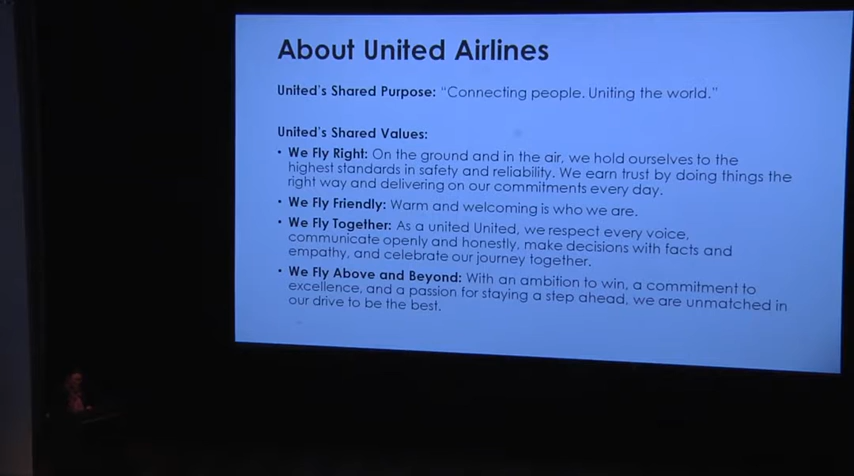 About United Airlines
United's Shared Purpose: "Connecting people. Uniting the world."
United's Shared Values:
• We Fly Right: On the ground and in the air, we hold ourselves to the
highest standards in safety and reliability. We earn trust by doing things the
right way and delivering on our commitments every day.
• We Fly Friendly: Warm and welcoming is who we are.
• We Fly Together: As a united United, we respect every voice,
communicate openly and honestly, make decisions with facts and
empathy, and celebrate our journey together.
• We Fly Above and Beyond: With an ambition to win, a commitment to
excellence, and a passion for staying a step ahead, we are unmatched in
our drive to be the best.